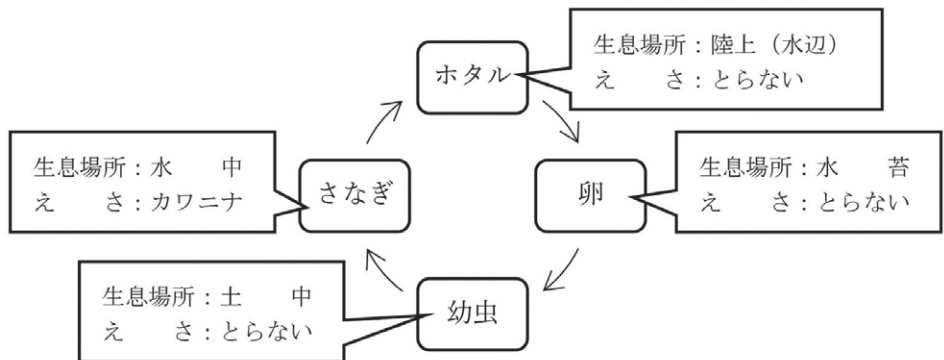 ホタル
生息場所：陸上（水辺）
え　　さ：とらない
卵
生息場所：水　　苔
え　　さ：とらない
幼虫
生息場所：土　　中
え　　さ：とらない
さなぎ
生息場所：水　　中
え　　さ：カワニナ